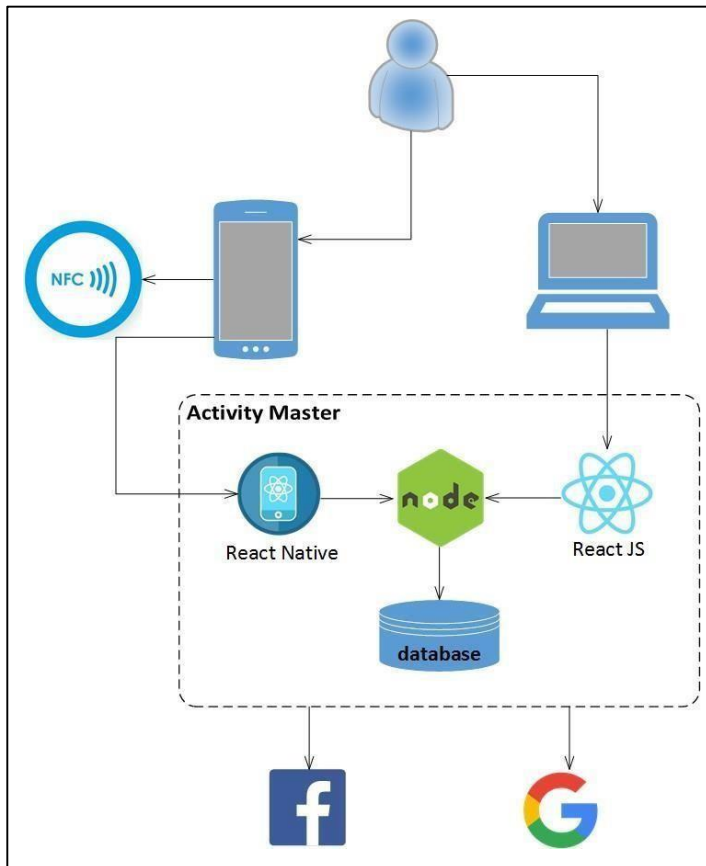 NFC
Activity Master
node
React Native
React JS
database